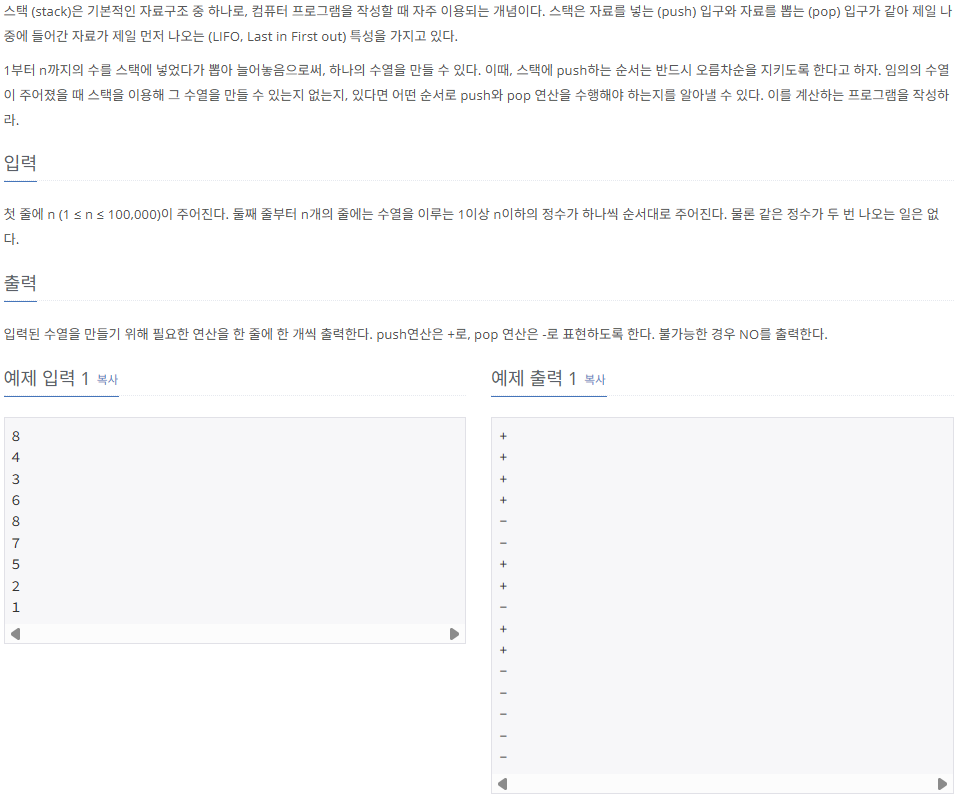 스택 (stack)은 기본적인 자료구조 중 하나로, 컴퓨터 프로그램을 작성할 때 자주 이용되는 개념이다. 스택은 자료를 넣는 (push) 입구와 자료를 뽑는 (pop) 입구가 같아 제일 나
중에 들어간 자료가 제일 먼저 나오는 (LIFO, Last in First out) 특성을 가지고 있다.
1부터 n까지의 수를 스택에 넣었다가 뽑아 늘어놓음으로써, 하나의 수열을 만들 수 있다. 이때, 스택에 push하는 순서는 반드시 오름차순을 지키도록 한다고 하자. 임의의 수열
이 주어졌을 때 스택을 이용해 그 수열을 만들 수 있는지 없는지, 있다면 어떤 순서로 push와 pop 연산을 수행해야 하는지를 알아낼 수 있다. 이를 계산하는 프로그램을 작성하
라.
입력
첫 줄에 n (1 ≤ n ≤ 100,000)이 주어진다. 둘째 줄부터 n개의 줄에는 수열을 이루는 1이상 n이하의 정수가 하나씩 순서대로 주어진다. 물론 같은 정수가 두 번 나오는 일은 없
다.
출력
입력된 수열을 만들기 위해 필요한 연산을 한 줄에 한 개씩 출력한다. push연산은 +로, pop 연산은 -로 표현하도록 한다. 불가능한 경우 NO를 출력한다.
예제 입력 1 복사
8
4
3
6
8
7
5
2
1
예제 출력 1 복사
+
+
+
+
-
-
+
+
-
+
+
-
-
-
-
-